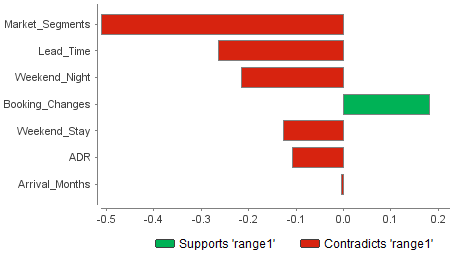 Market_Segments
Lead_Time
Weekend_Night
Booking_Changes
Weekend_Stay
ADR
Arrival_Months
-0.5 -0.4 -0.3 -0.2 -0.1 0.0 0.1 0.2
Supports 'range1' Contradicts 'range1'